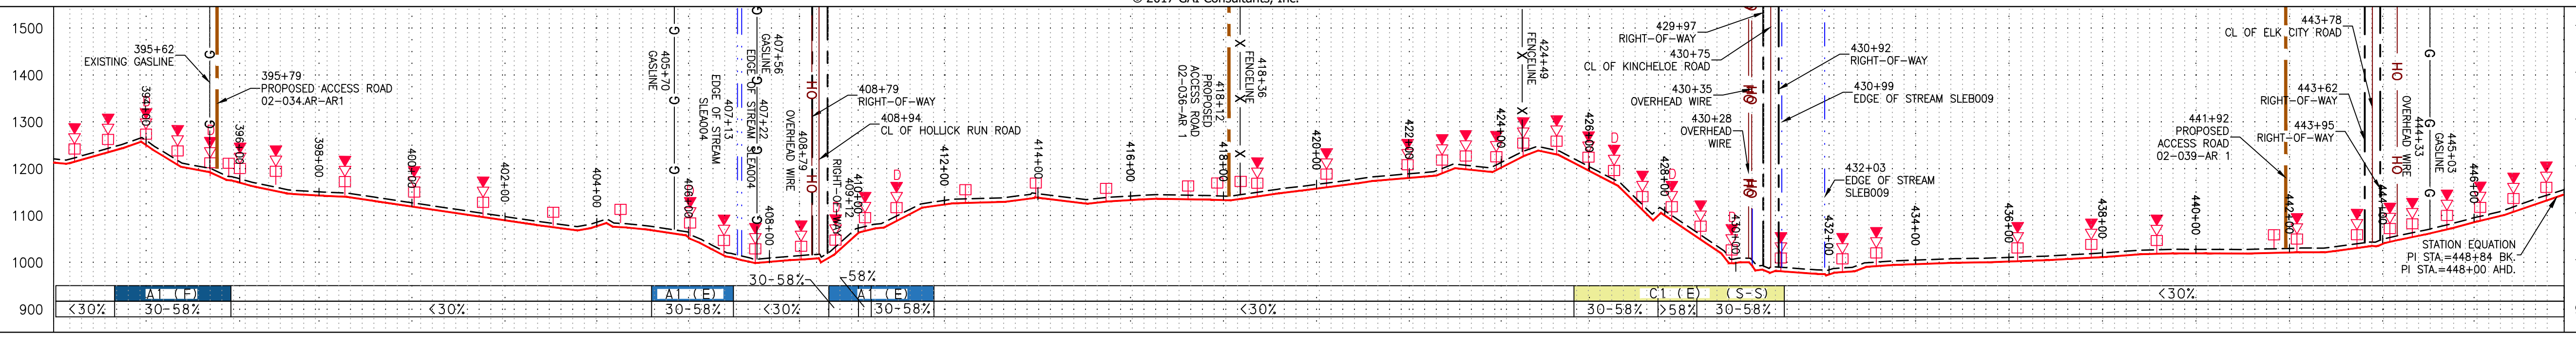 © 2017 GAI Consultants, Inc.
1500
1400
1300
1200
1100
1000
900
395+62
EXISTING GASLINE
G
G
395+79
PROPOSED ACCESS ROAD
02-034.AR-AR1
394+00
396+00
398+00
400+00
402+00
404+00
G
G
G
405+70
GASLINE
406+00
407+13
EDGE OF STREAM
SLEA004
G
G
G
G
407+56
GASLINE
407+22
EDGE OF STREAM SLEA004
408+00
408+79
OVERHEAD WIRE
HO
HO
408+79
RIGHT-OF-WAY
408+94
CL OF HOLLICK RUN ROAD
409+12
RIGHT-OF-WAY
410+00
D
412+00
414+00
416+00
418+00
418+12
PROPOSED
ACCESS ROAD
02-036-AR 1
X
X
X
418+36
FENCELINE
420+00
422+00
424+00
X
X
424+49
FENCELINE
426+00
D
428+00
D
D
430+00
429+97
RIGHT-OF-WAY
430+75
CL OF KINCHELOE ROAD
430+35
OVERHEAD WIRE
430+28
OVERHEAD
WIRE
HO
HO
430+92
RIGHT-OF-WAY
430+99
EDGE OF STREAM SLEB009
432+03
EDGE OF STREAM
SLEB009
432+00
434+00
436+00
438+00
440+00
442+00
441+92
PROPOSED
ACCESS ROAD
02-039-AR 1
443+78
CL OF ELK CITY ROAD
443+62
RIGHT-OF-WAY
443+95
RIGHT-OF-WAY
444+00
HO
HO
444+33
OVERHEAD WIRE
G
G
G
445+03
GASLINE
446+00
STATION EQUATION
PI STA.=448+84 BK.
PI STA.=448+00 AHD.
A1 (F)
A1 (E)
30-58%
58%
A1 (E)
C1 (E) (S-S)
<30%
<30%
30-58%
<30%
30-58%
<30%
30-58%
<30%
30-58%
>58%
30-58%